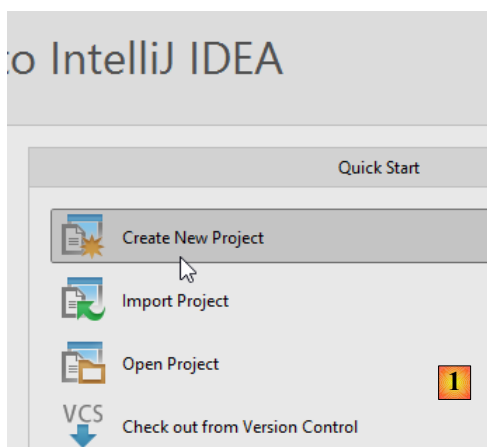 to IntelliJ IDEA
Quick Start
Create New Project
Import Project
Open Project
1
VCS
Check out from Version Control